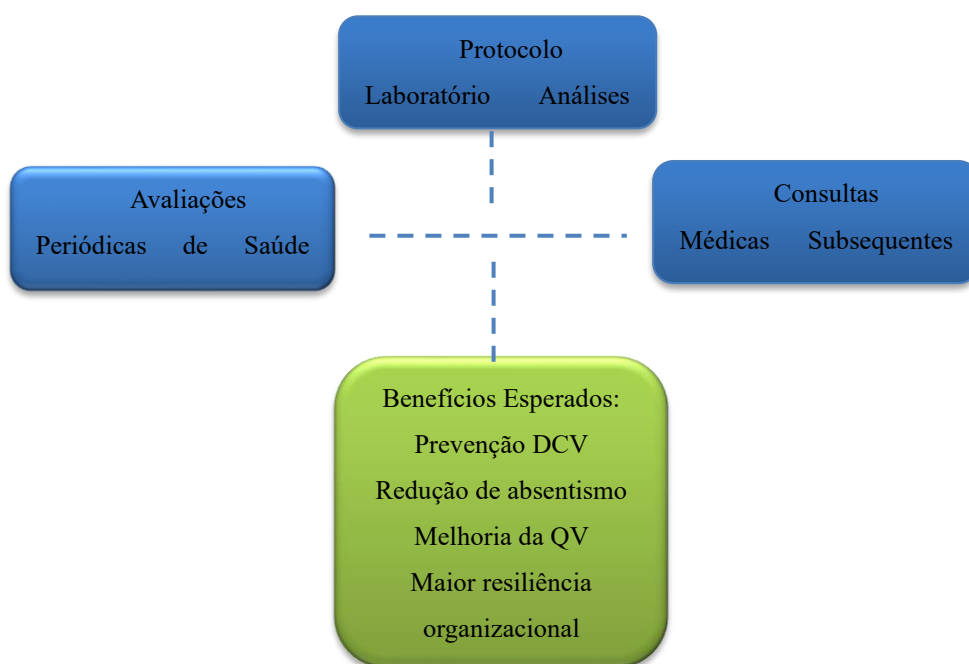 Protocolo
Laboratório Análises
Avaliações
Periódicas de Saúde
Consultas
Médicas Subsequentes
Benefícios Esperados:
Prevenção DCV
Redução de absentismo
Melhoria da QV
Maior resiliência
organizacional